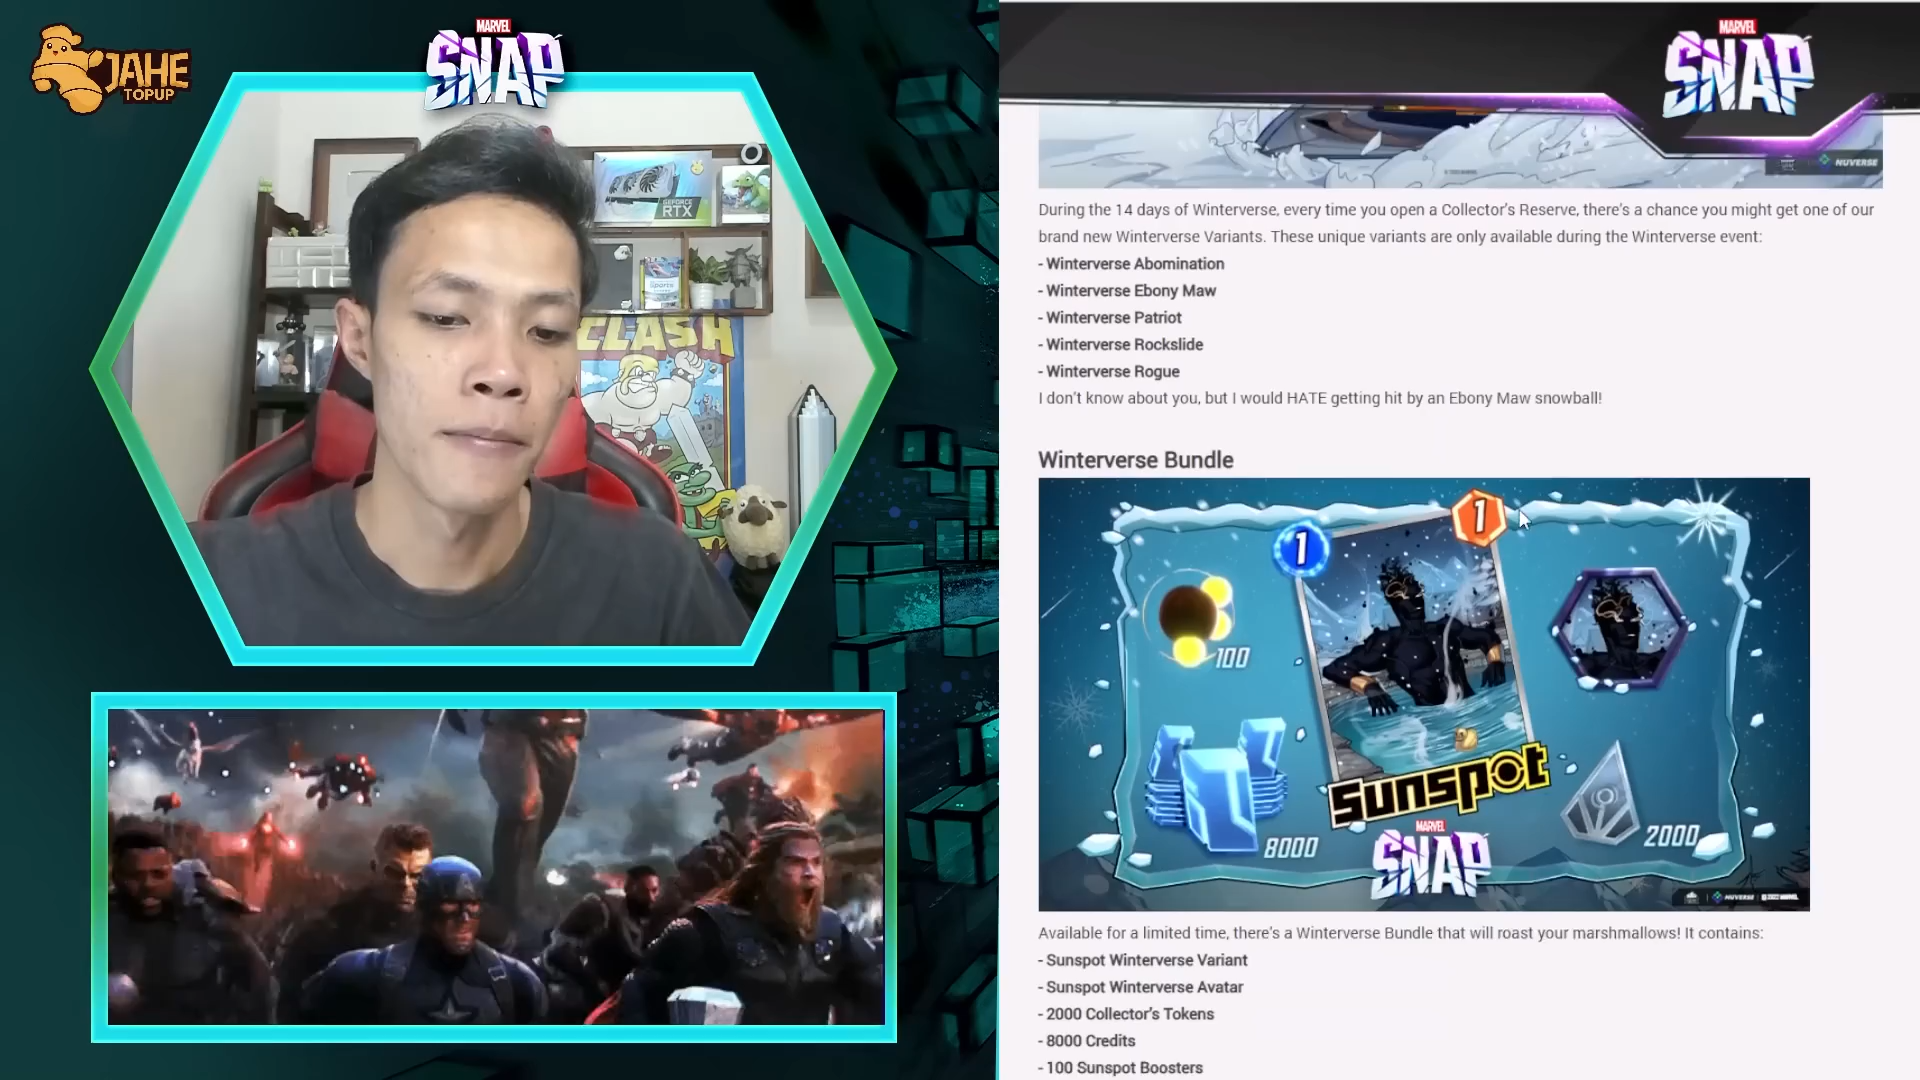 JAHE
TOPUP
MARVEL
SNAP
GEFORCE
RTX
CLASH
MARVEL
SNAP
NUVERSE
During the 14 days of Winterverse, every time you open a Collector's Reserve, there's a chance you might get one of our
brand new Winterverse Variants. These unique variants are only available during the Winterverse event:
- Winterverse Abomination
- Winterverse Ebony Maw
- Winterverse Patriot
- Winterverse Rockslide
- Winterverse Rogue
I don't know about you, but I would HATE getting hit by an Ebony Maw snowball!
Winterverse Bundle
1
1
100
Sunspot
8000
2000
MARVEL
SNAP
NUVERSE
Available for a limited time, there's a Winterverse Bundle that will roast your marshmallows! It contains:
- Sunspot Winterverse Variant
- Sunspot Winterverse Avatar
- 2000 Collector's Tokens
- 8000 Credits
- 100 Sunspot Boosters